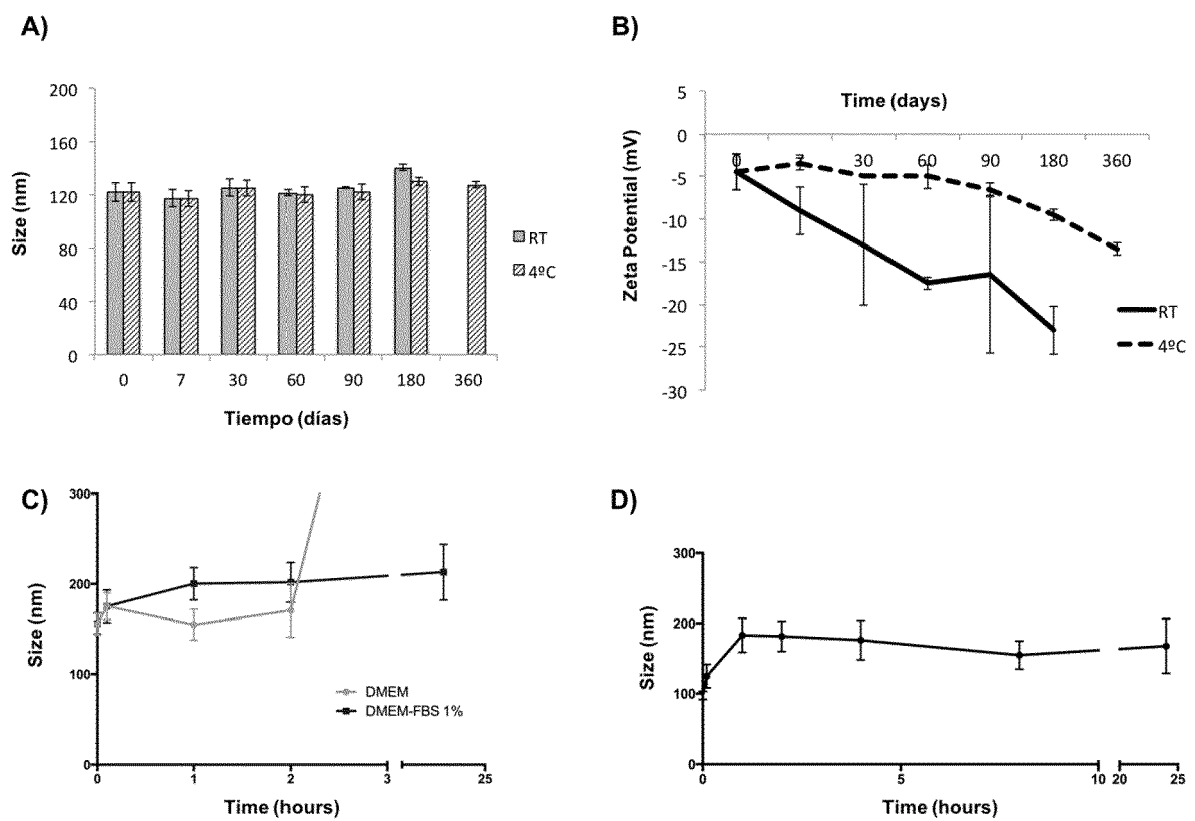 A)
200
160
120
80
40
0
Size (nm)
0 7 30 60 90 180 360
Tiempo (días)
RT
4ºC
B)
Time (days)
5
0
-5
-10
-15
-20
-25
-30
Zeta Potential (mV)
0 7 30 60 90 180 360
RT
4ºC
C)
300
200
100
0
Size (nm)
DMEM
DMEM-FBS 1%
0 1 2 3 25
Time (hours)
D)
300
200
100
0
Size (nm)
0 5 10 20 25
Time (hours)